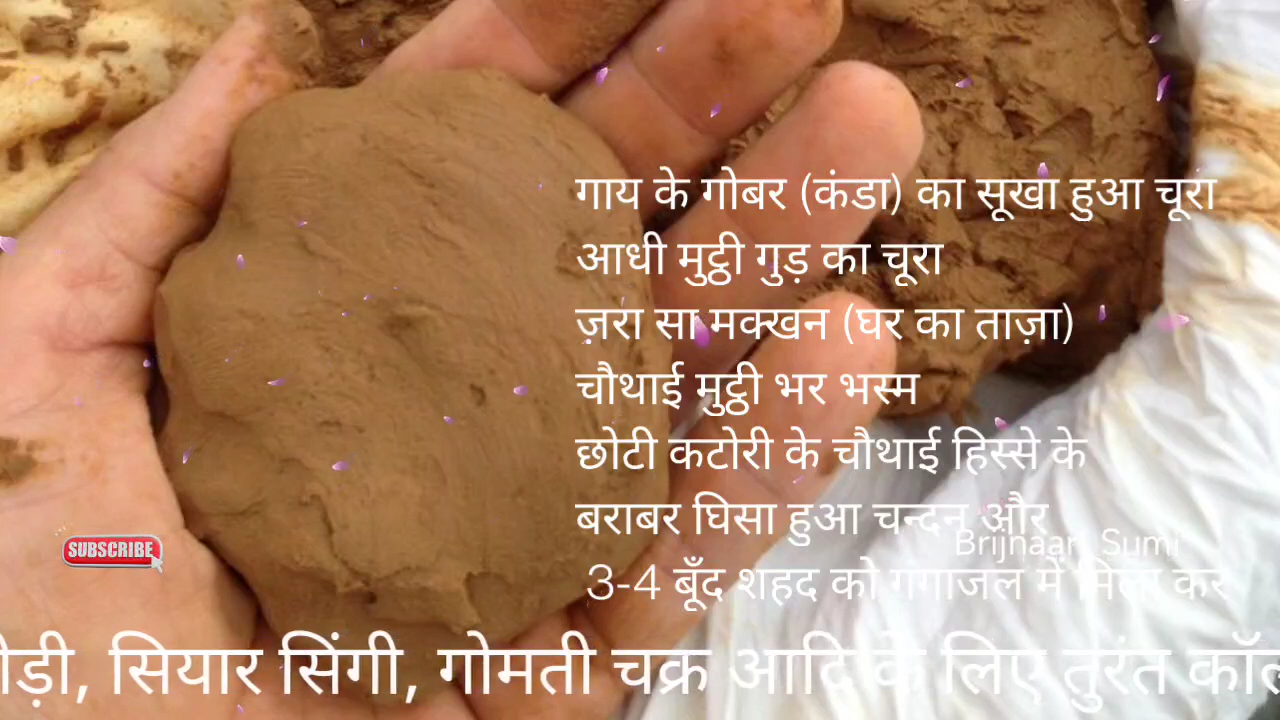 गाय के गोबर (कंडा) का सूखा हुआ चूरा
आधी मुट्ठी गुड़ का चूरा
ज़रा सा मक्खन (घर का ताज़ा)
चौथाई मुट्ठी भर भस्म
छोटी कटोरी के चौथाई हिस्से के
बराबर घिसा हुआ चन्दन और
Brijnaari Sumi
3-4 बूँद शहद को गंगाजल में मिला कर
SUBSCRIBE
सियार सिंगी, गोमती चक्र आदि के लिए तुरंत